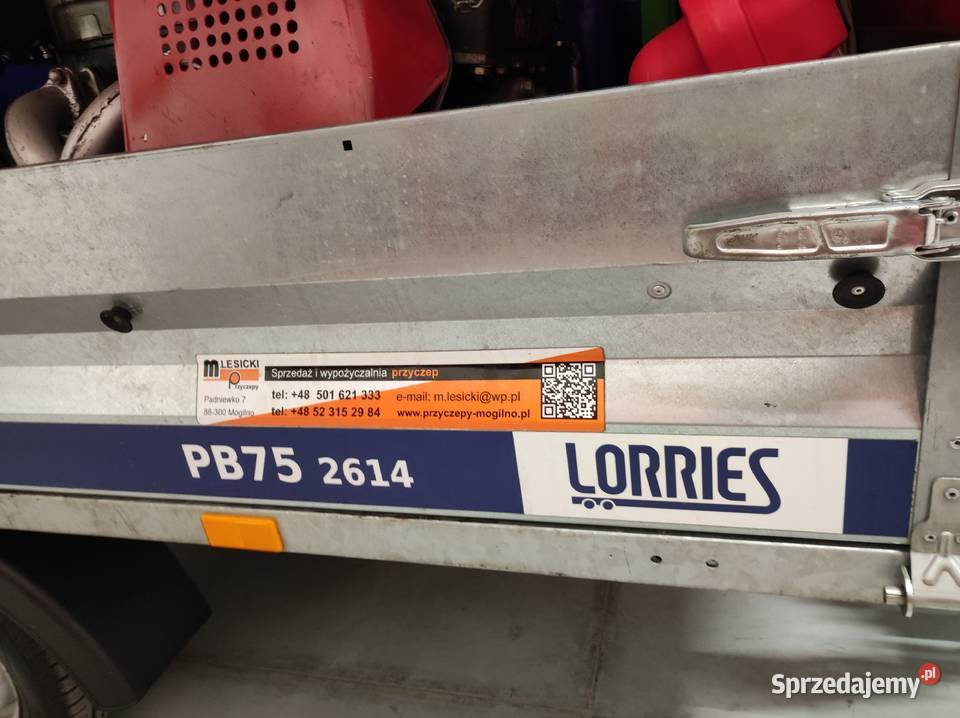 M LESICKI
Przyczepy
Padniewko 7
88-300 Mogilno
Sprzedaż i wypożyczalnia przyczep
tel: +48 501 621 333
e-mail: m.lesicki@wp.pl
tel: +48 52 315 29 84
www.przyczepy-mogilno.pl
PB75 2614
LORRIES
Sprzedajemy.pl